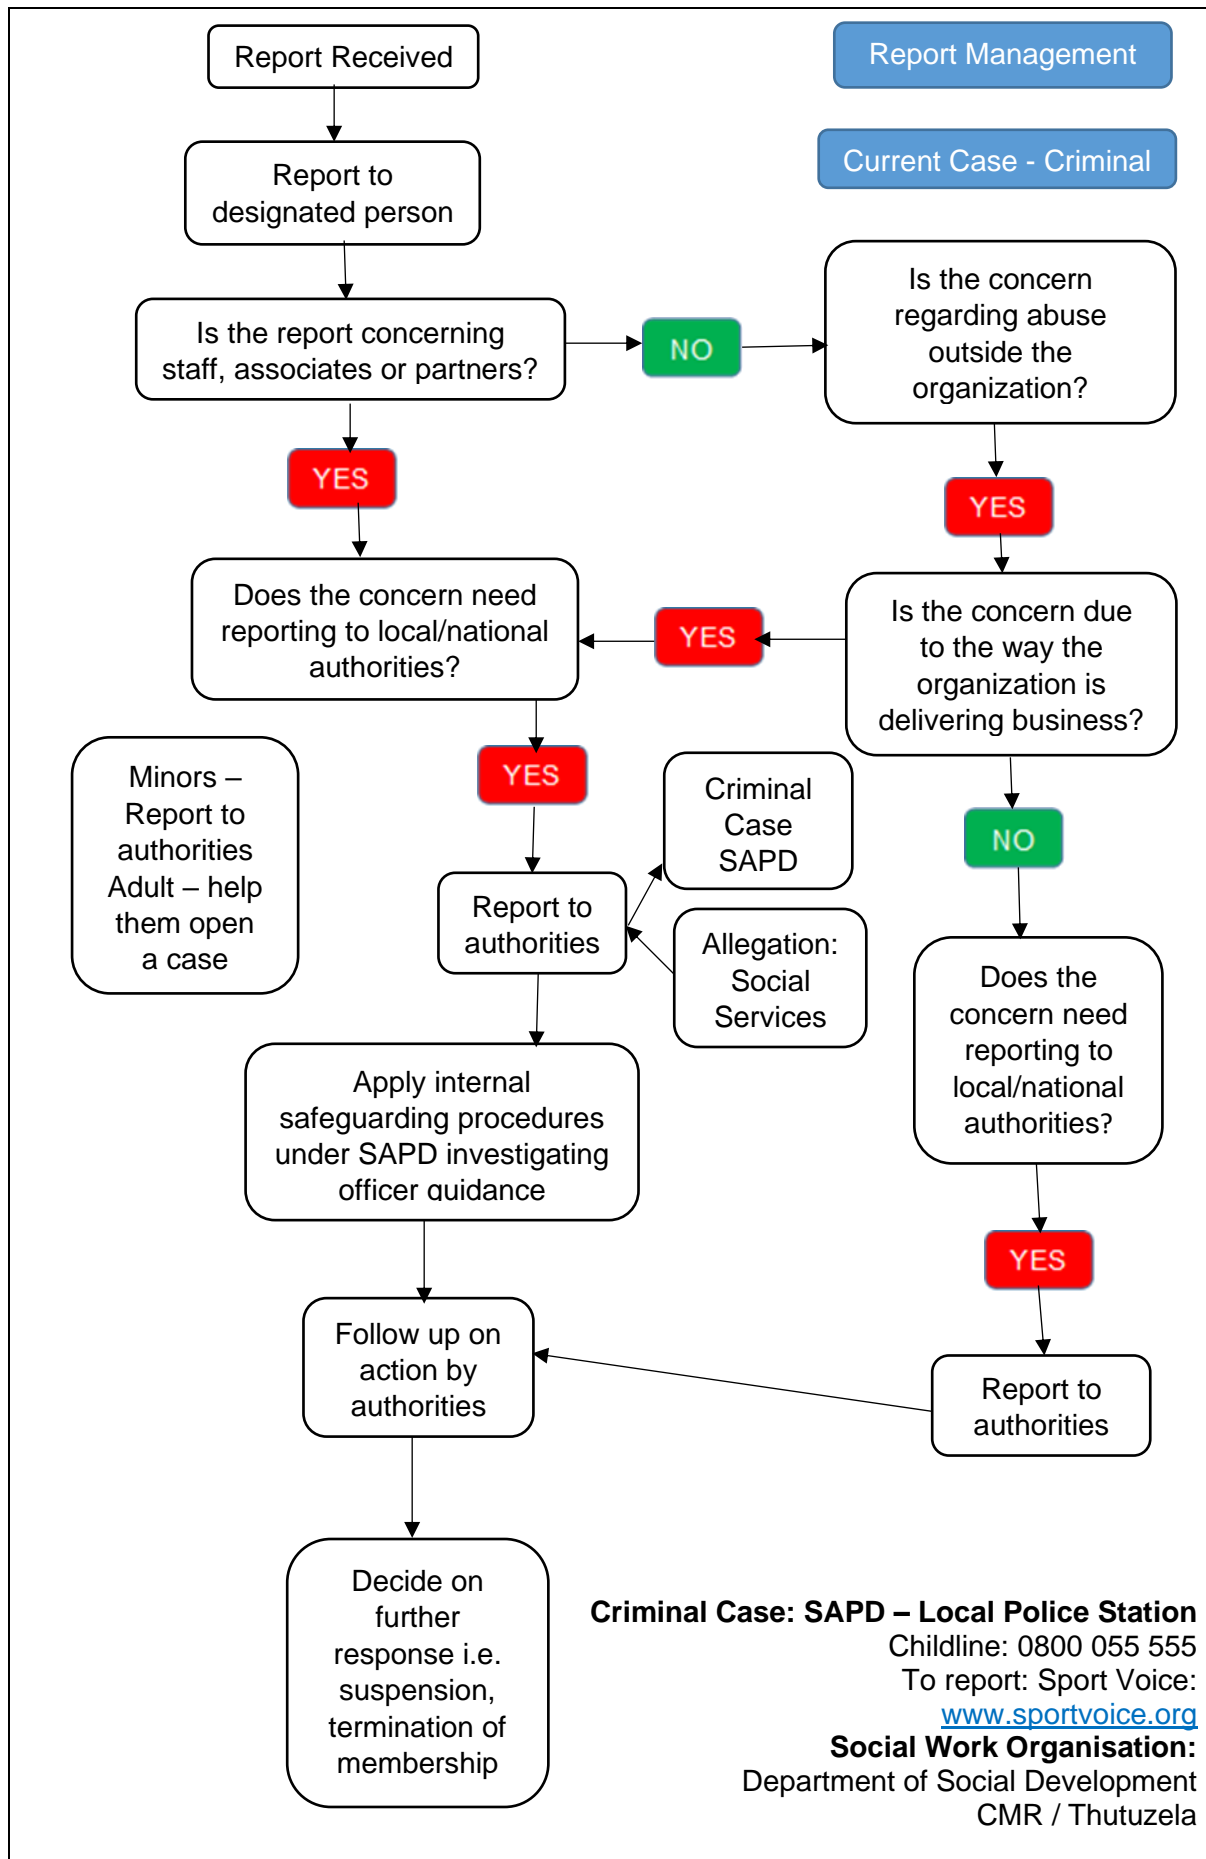 Report Received
Report Management
Current Case - Criminal
Report to
designated person
Is the report concerning
staff, associates or partners?
NO
Is the concern
regarding abuse
outside the
organization?
YES
YES
Does the concern need
reporting to local/national
authorities?
YES
Is the concern due
to the way the
organization is
delivering business?
Minors –
Report to
authorities
Adult – help
them open
a case
YES
Criminal
Case
SAPD
NO
Report to
authorities
Allegation:
Social
Services
Does the
concern need
reporting to
local/national
authorities?
Apply internal
safeguarding procedures
under SAPD investigating
officer guidance
YES
Follow up on
action by
authorities
Report to
authorities
Decide on
further
response i.e.
suspension,
termination of
membership
Criminal Case: SAPD – Local Police Station
Childline: 0800 055 555
To report: Sport Voice:
www.sportvoice.org
Social Work Organisation:
Department of Social Development
CMR / Thutuzela